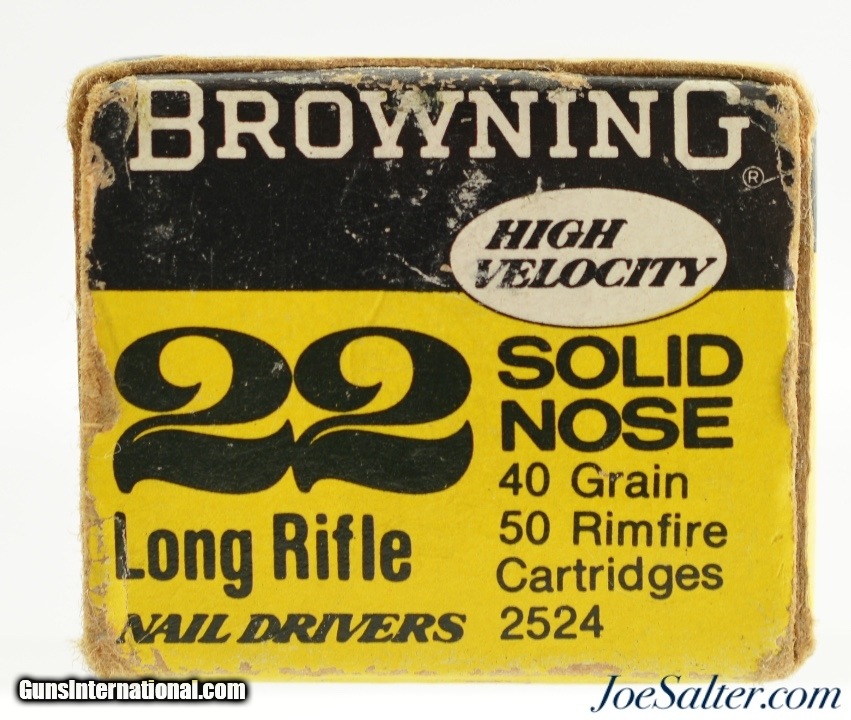 BROWNING
®
HIGH
VELOCITY
22
Long Rifle
NAIL DRIVERS
SOLID
NOSE
40 Grain
50 Rimfire
Cartridges
2524
GunsInternational.com
JoeSalter.com